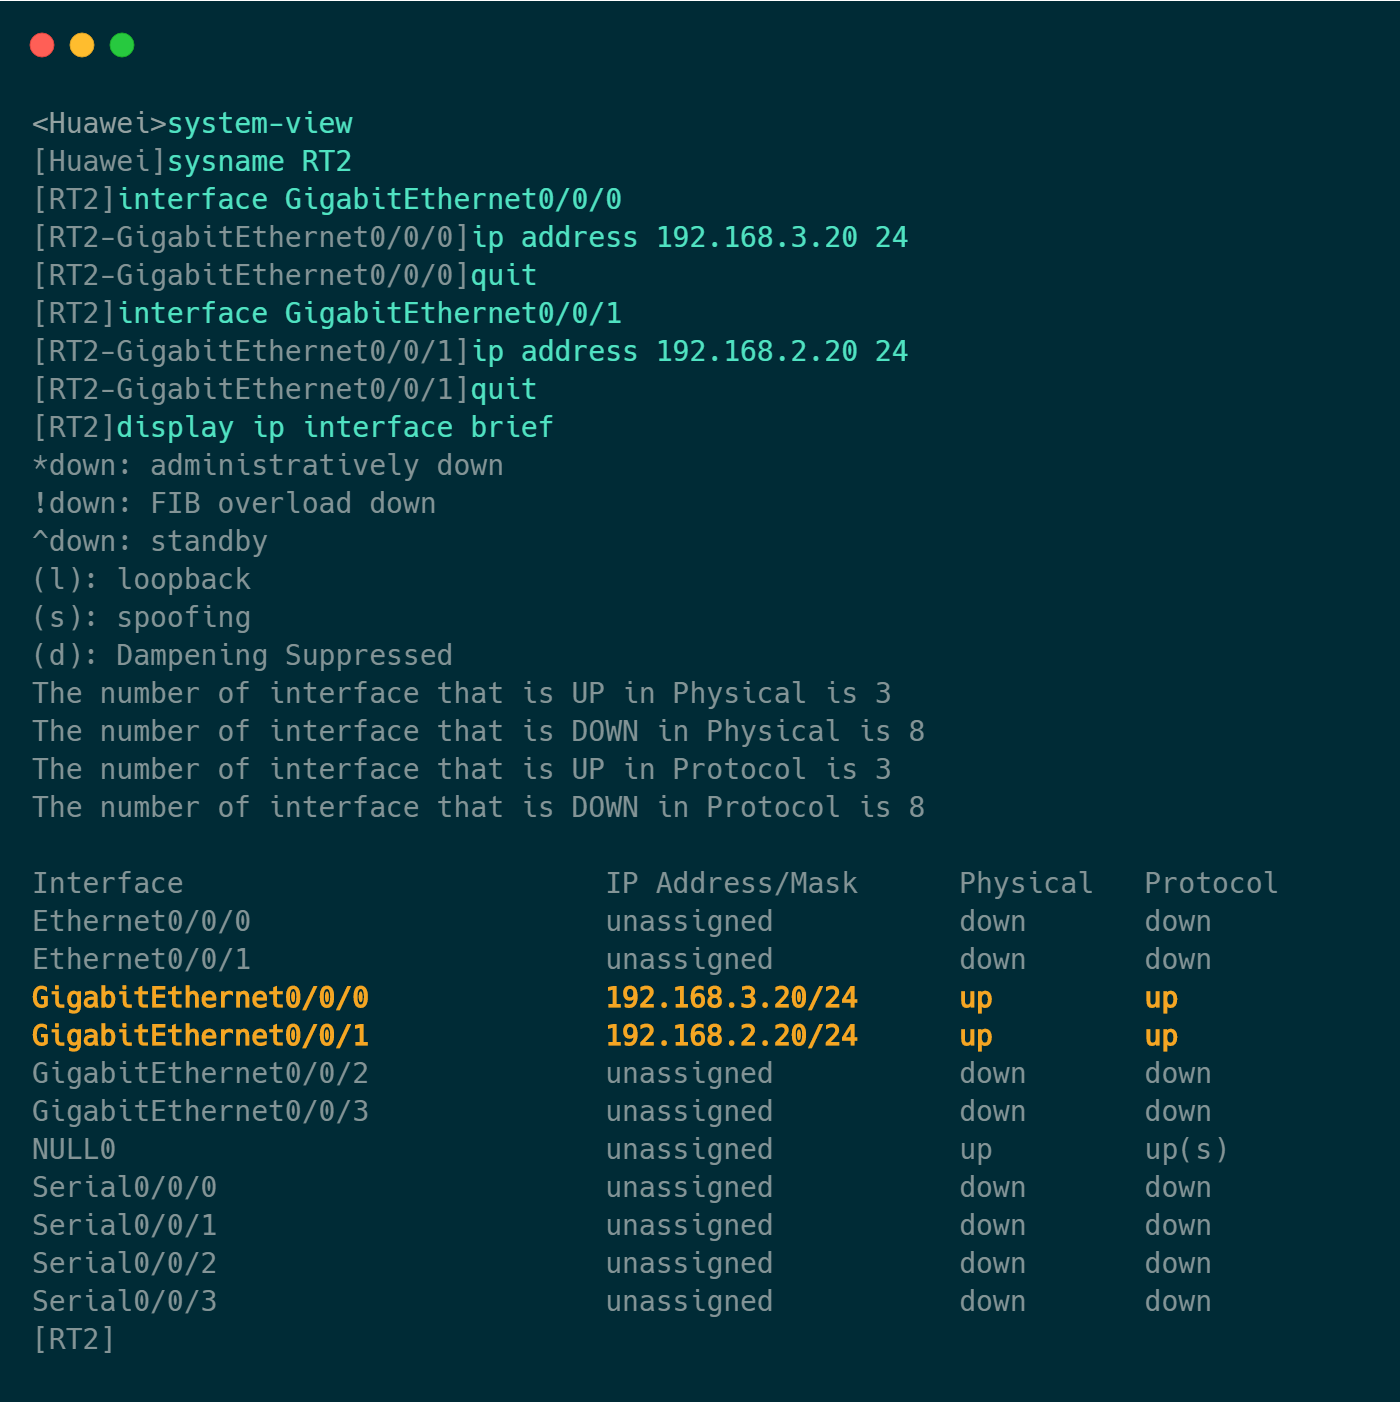 <Huawei>system-view
[Huawei]sysname RT2
[RT2]interface GigabitEthernet0/0/0
[RT2-GigabitEthernet0/0/0]ip address 192.168.3.20 24
[RT2-GigabitEthernet0/0/0]quit
[RT2]interface GigabitEthernet0/0/1
[RT2-GigabitEthernet0/0/1]ip address 192.168.2.20 24
[RT2-GigabitEthernet0/0/1]quit
[RT2]display ip interface brief
*down: administratively down
!down: FIB overload down
^down: standby
(l): loopback
(s): spoofing
(d): Dampening Suppressed
The number of interface that is UP in Physical is 3
The number of interface that is DOWN in Physical is 8
The number of interface that is UP in Protocol is 3
The number of interface that is DOWN in Protocol is 8

Interface                         IP Address/Mask      Physical   Protocol
Ethernet0/0/0                     unassigned           down       down
Ethernet0/0/1                     unassigned           down       down
GigabitEthernet0/0/0              192.168.3.20/24      up         up
GigabitEthernet0/0/1              192.168.2.20/24      up         up
GigabitEthernet0/0/2              unassigned           down       down
GigabitEthernet0/0/3              unassigned           down       down
NULL0                             unassigned           up         up(s)
Serial0/0/0                       unassigned           down       down
Serial0/0/1                       unassigned           down       down
Serial0/0/2                       unassigned           down       down
Serial0/0/3                       unassigned           down       down
[RT2]